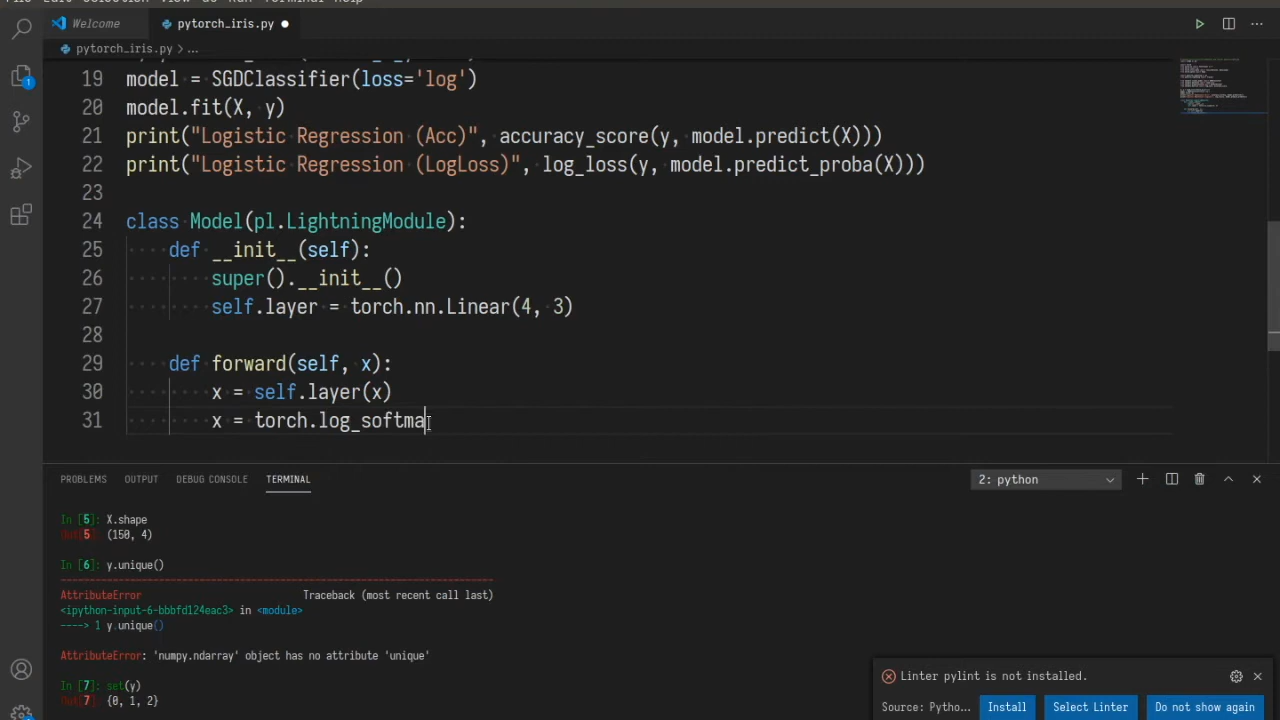 Welcome
pytorch_iris.py
pytorch_iris.py > ...
19 model = SGDClassifier(loss='log')
20 model.fit(X, y)
21 print("Logistic Regression (Acc)", accuracy_score(y, model.predict(X)))
22 print("Logistic Regression (LogLoss)", log_loss(y, model.predict_proba(X)))
23
24 class Model(pl.LightningModule):
25 def __init__(self):
26 super().__init__()
27 self.layer = torch.nn.Linear(4, 3)
28
29 def forward(self, x):
30 x = self.layer(x)
31 x = torch.log_softma
1
PROBLEMS OUTPUT DEBUG CONSOLE TERMINAL
2: python
In [5]: X.shape
Out[5]: (150, 4)
In [6]: y.unique()
AttributeError Traceback (most recent call last)
<ipython-input-6-bbbfd124eac3> in <module>
----> 1 y.unique()
AttributeError: 'numpy.ndarray' object has no attribute 'unique'
In [7]: set(y)
Out[7]: {0, 1, 2}
Linter pylint is not installed.
Source: Pytho...
Install
Select Linter
Do not show again